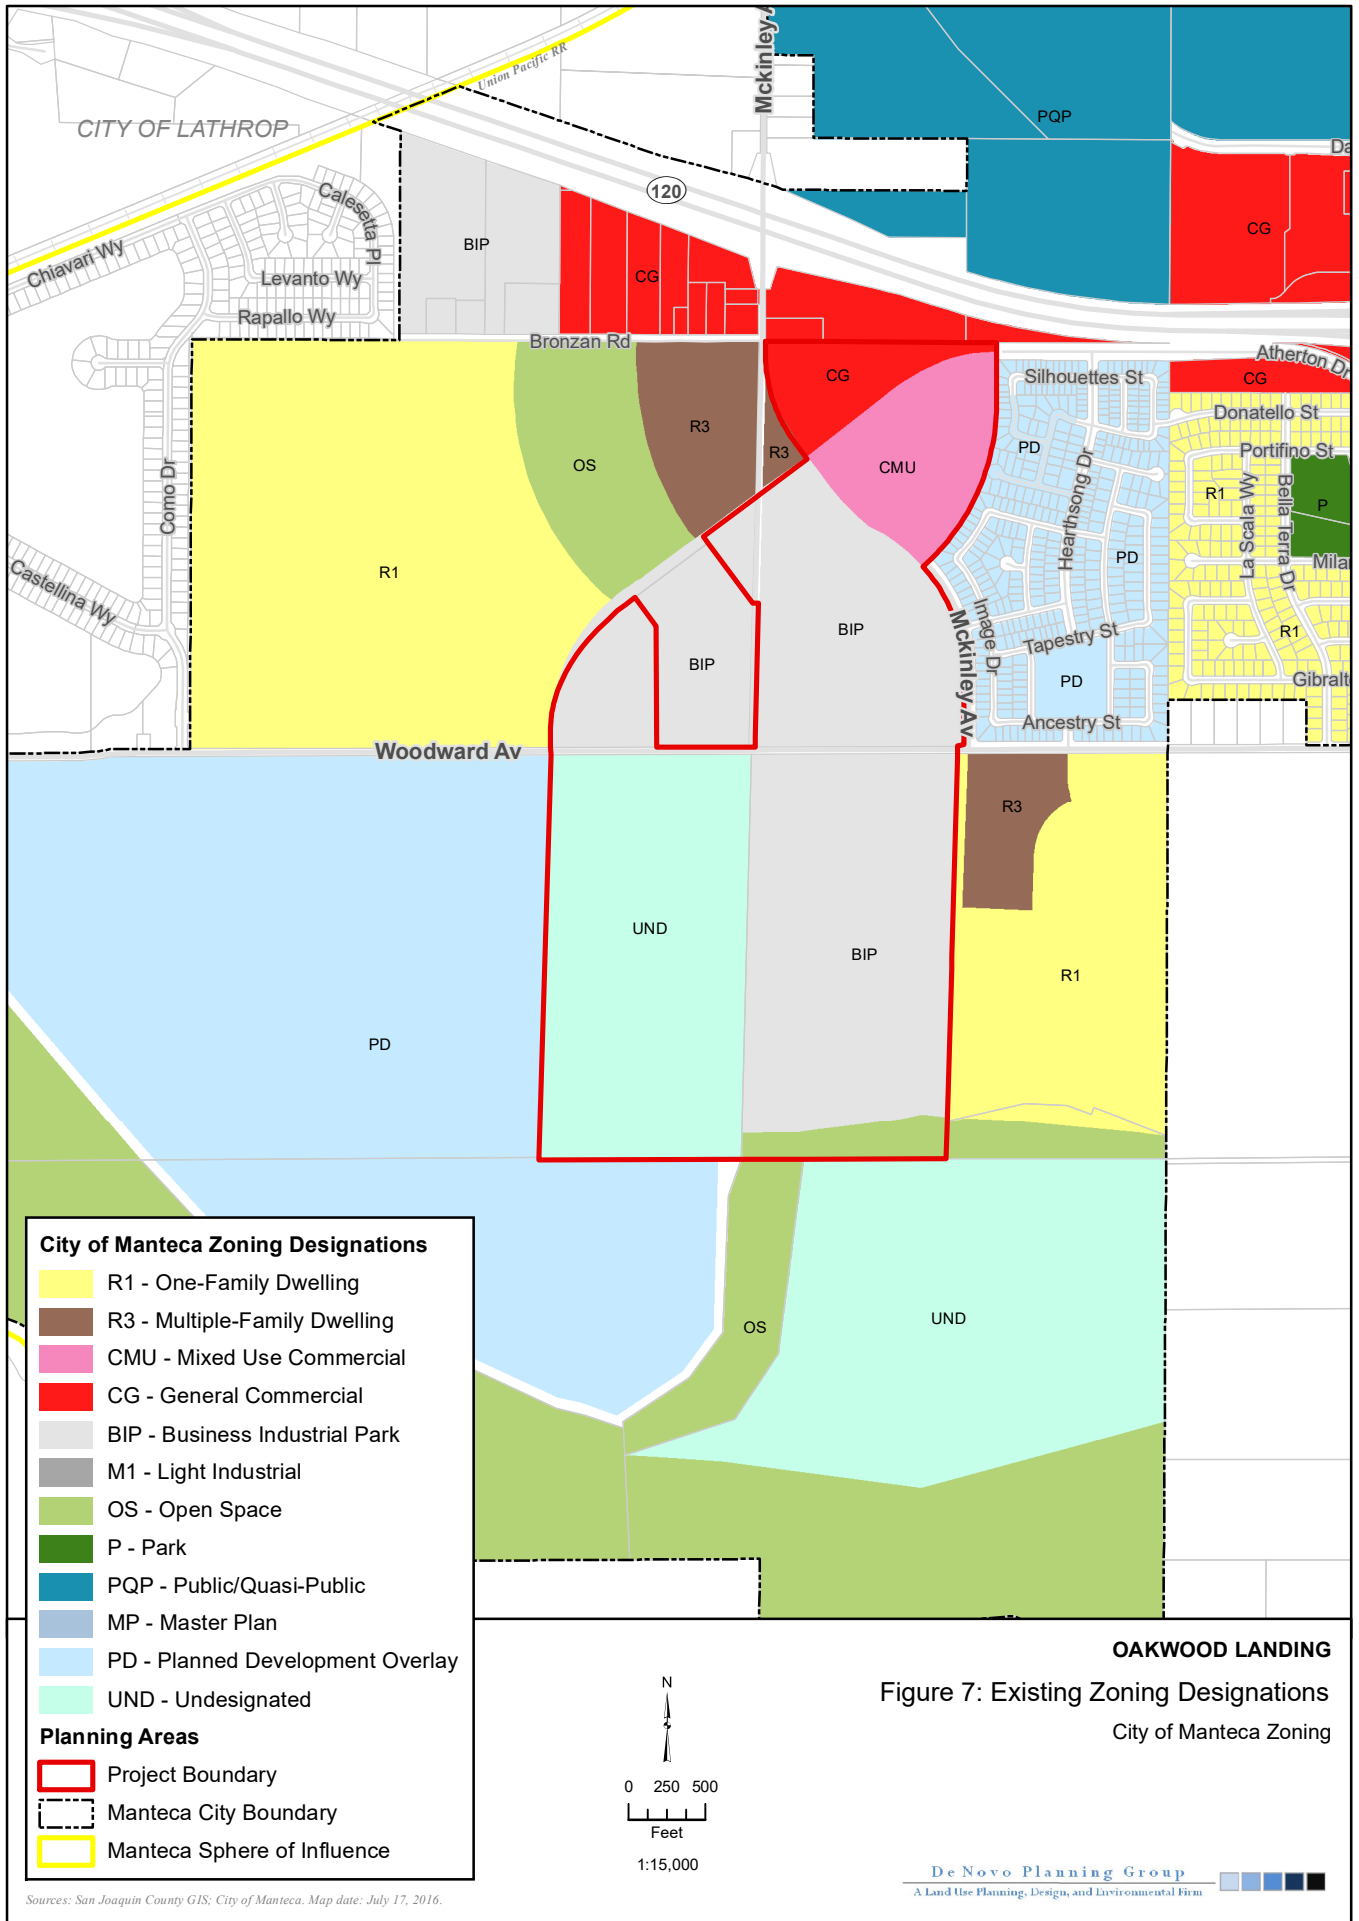 Mckinley A
Union Pacific RR
CITY OF LATHROP
PQP
Da
120
Calesetta Pl
CG
Chiavari Wy
BIP
Levanto Wy
CG
Rapallo Wy
Bronzan Rd
Atherton Dr
CG
Silhouettes St
CG
Donatello St
R3
PD
Portifino St
R3
OS
CMU
Como Dr
Hearthsong Dr
R1
La Scala Wy
Bella Terra Dr
P
PD
Mila
R1
Castellina Wy
Image Dr
BIP
Mckinley Av
Tapestry St
R1
BIP
PD
Gibralt
Ancestry St
Woodward Av
R3
UND
BIP
R1
PD
OS
UND
City of Manteca Zoning Designations
R1 - One-Family Dwelling
R3 - Multiple-Family Dwelling
CMU - Mixed Use Commercial
CG - General Commercial
BIP - Business Industrial Park
M1 - Light Industrial
OS - Open Space
P - Park
PQP - Public/Quasi-Public
MP - Master Plan
PD - Planned Development Overlay
UND - Undesignated
Planning Areas
Project Boundary
Manteca City Boundary
Manteca Sphere of Influence
Sources: San Joaquin County GIS; City of Manteca. Map date: July 17, 2016.
N
0 250 500
Feet
1:15,000
OAKWOOD LANDING
Figure 7: Existing Zoning Designations
City of Manteca Zoning
De Novo Planning Group
A Land Use Planning, Design, and Environmental Firm